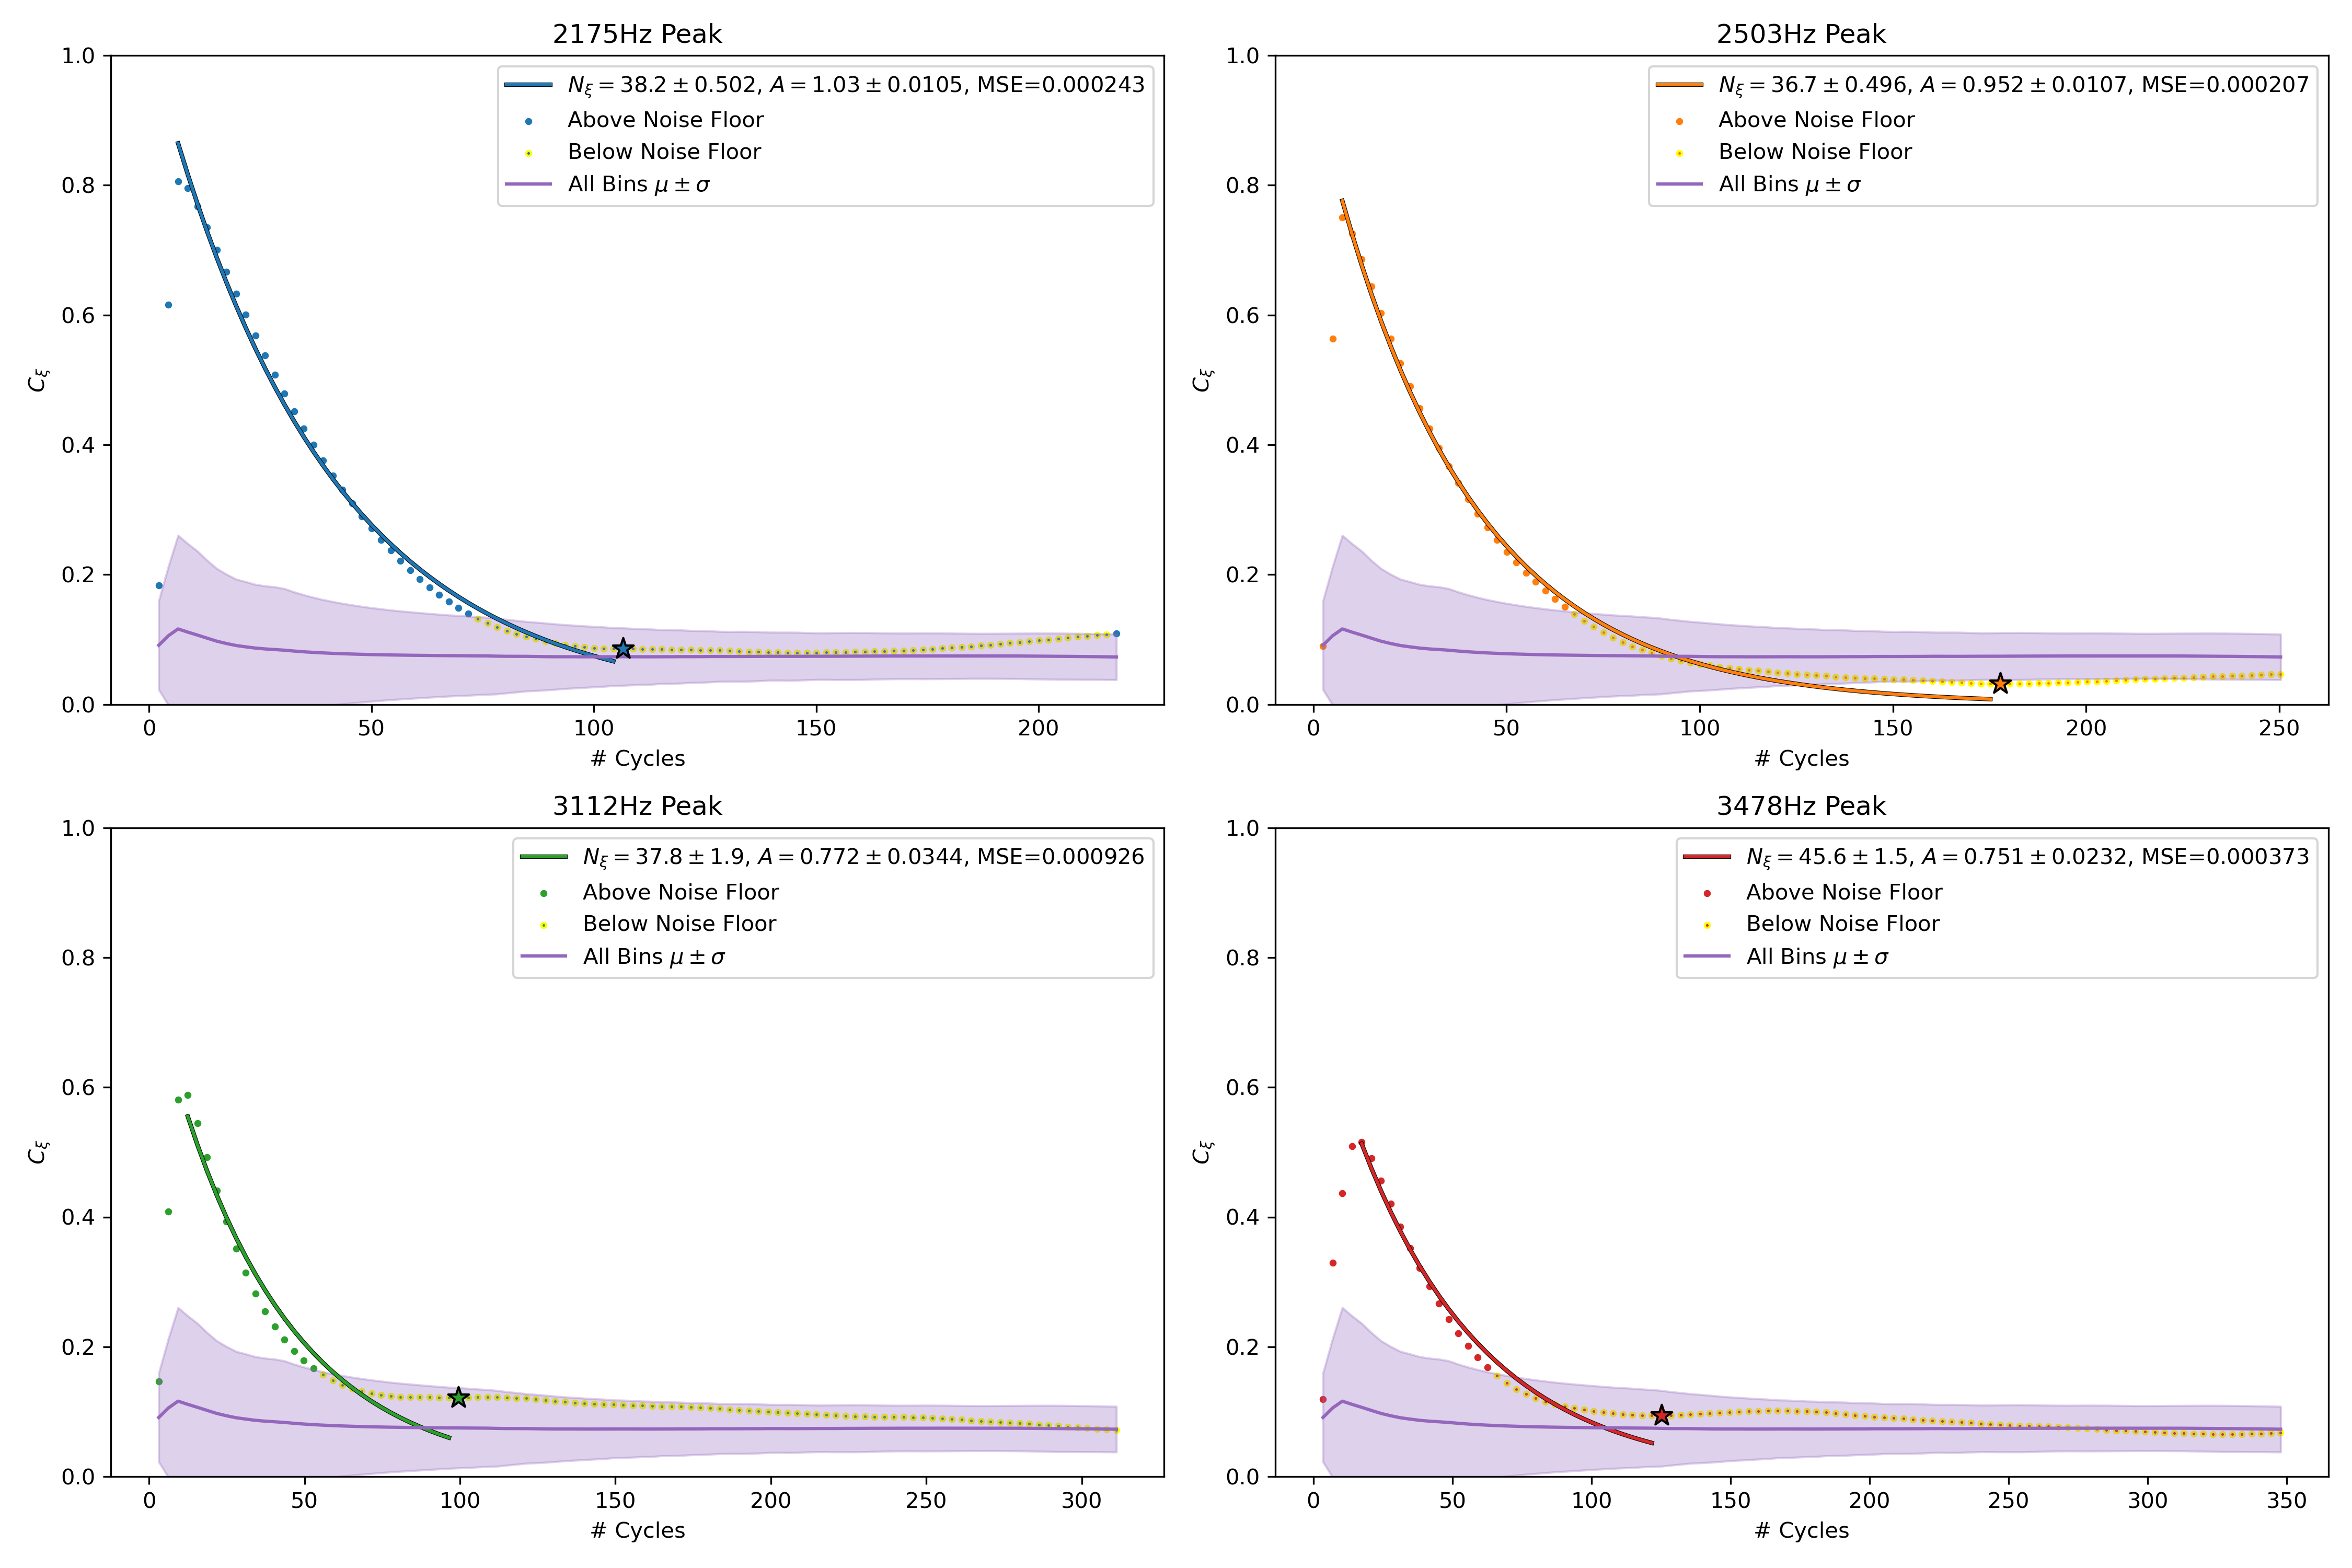 2175Hz Peak
1.0
0.8
0.6
0.4
0.2
0.0
C_ξ
N_ξ = 38.2 ± 0.502, A = 1.03 ± 0.0105, MSE=0.000243
Above Noise Floor
Below Noise Floor
All Bins μ ± σ
0 50 100 150 200
# Cycles
2503Hz Peak
1.0
0.8
0.6
0.4
0.2
0.0
C_ξ
N_ξ = 36.7 ± 0.496, A = 0.952 ± 0.0107, MSE=0.000207
Above Noise Floor
Below Noise Floor
All Bins μ ± σ
0 50 100 150 200 250
# Cycles
3112Hz Peak
1.0
0.8
0.6
0.4
0.2
0.0
C_ξ
N_ξ = 37.8 ± 1.9, A = 0.772 ± 0.0344, MSE=0.000926
Above Noise Floor
Below Noise Floor
All Bins μ ± σ
0 50 100 150 200 250 300
# Cycles
3478Hz Peak
1.0
0.8
0.6
0.4
0.2
0.0
C_ξ
N_ξ = 45.6 ± 1.5, A = 0.751 ± 0.0232, MSE=0.000373
Above Noise Floor
Below Noise Floor
All Bins μ ± σ
0 50 100 150 200 250 300 350
# Cycles